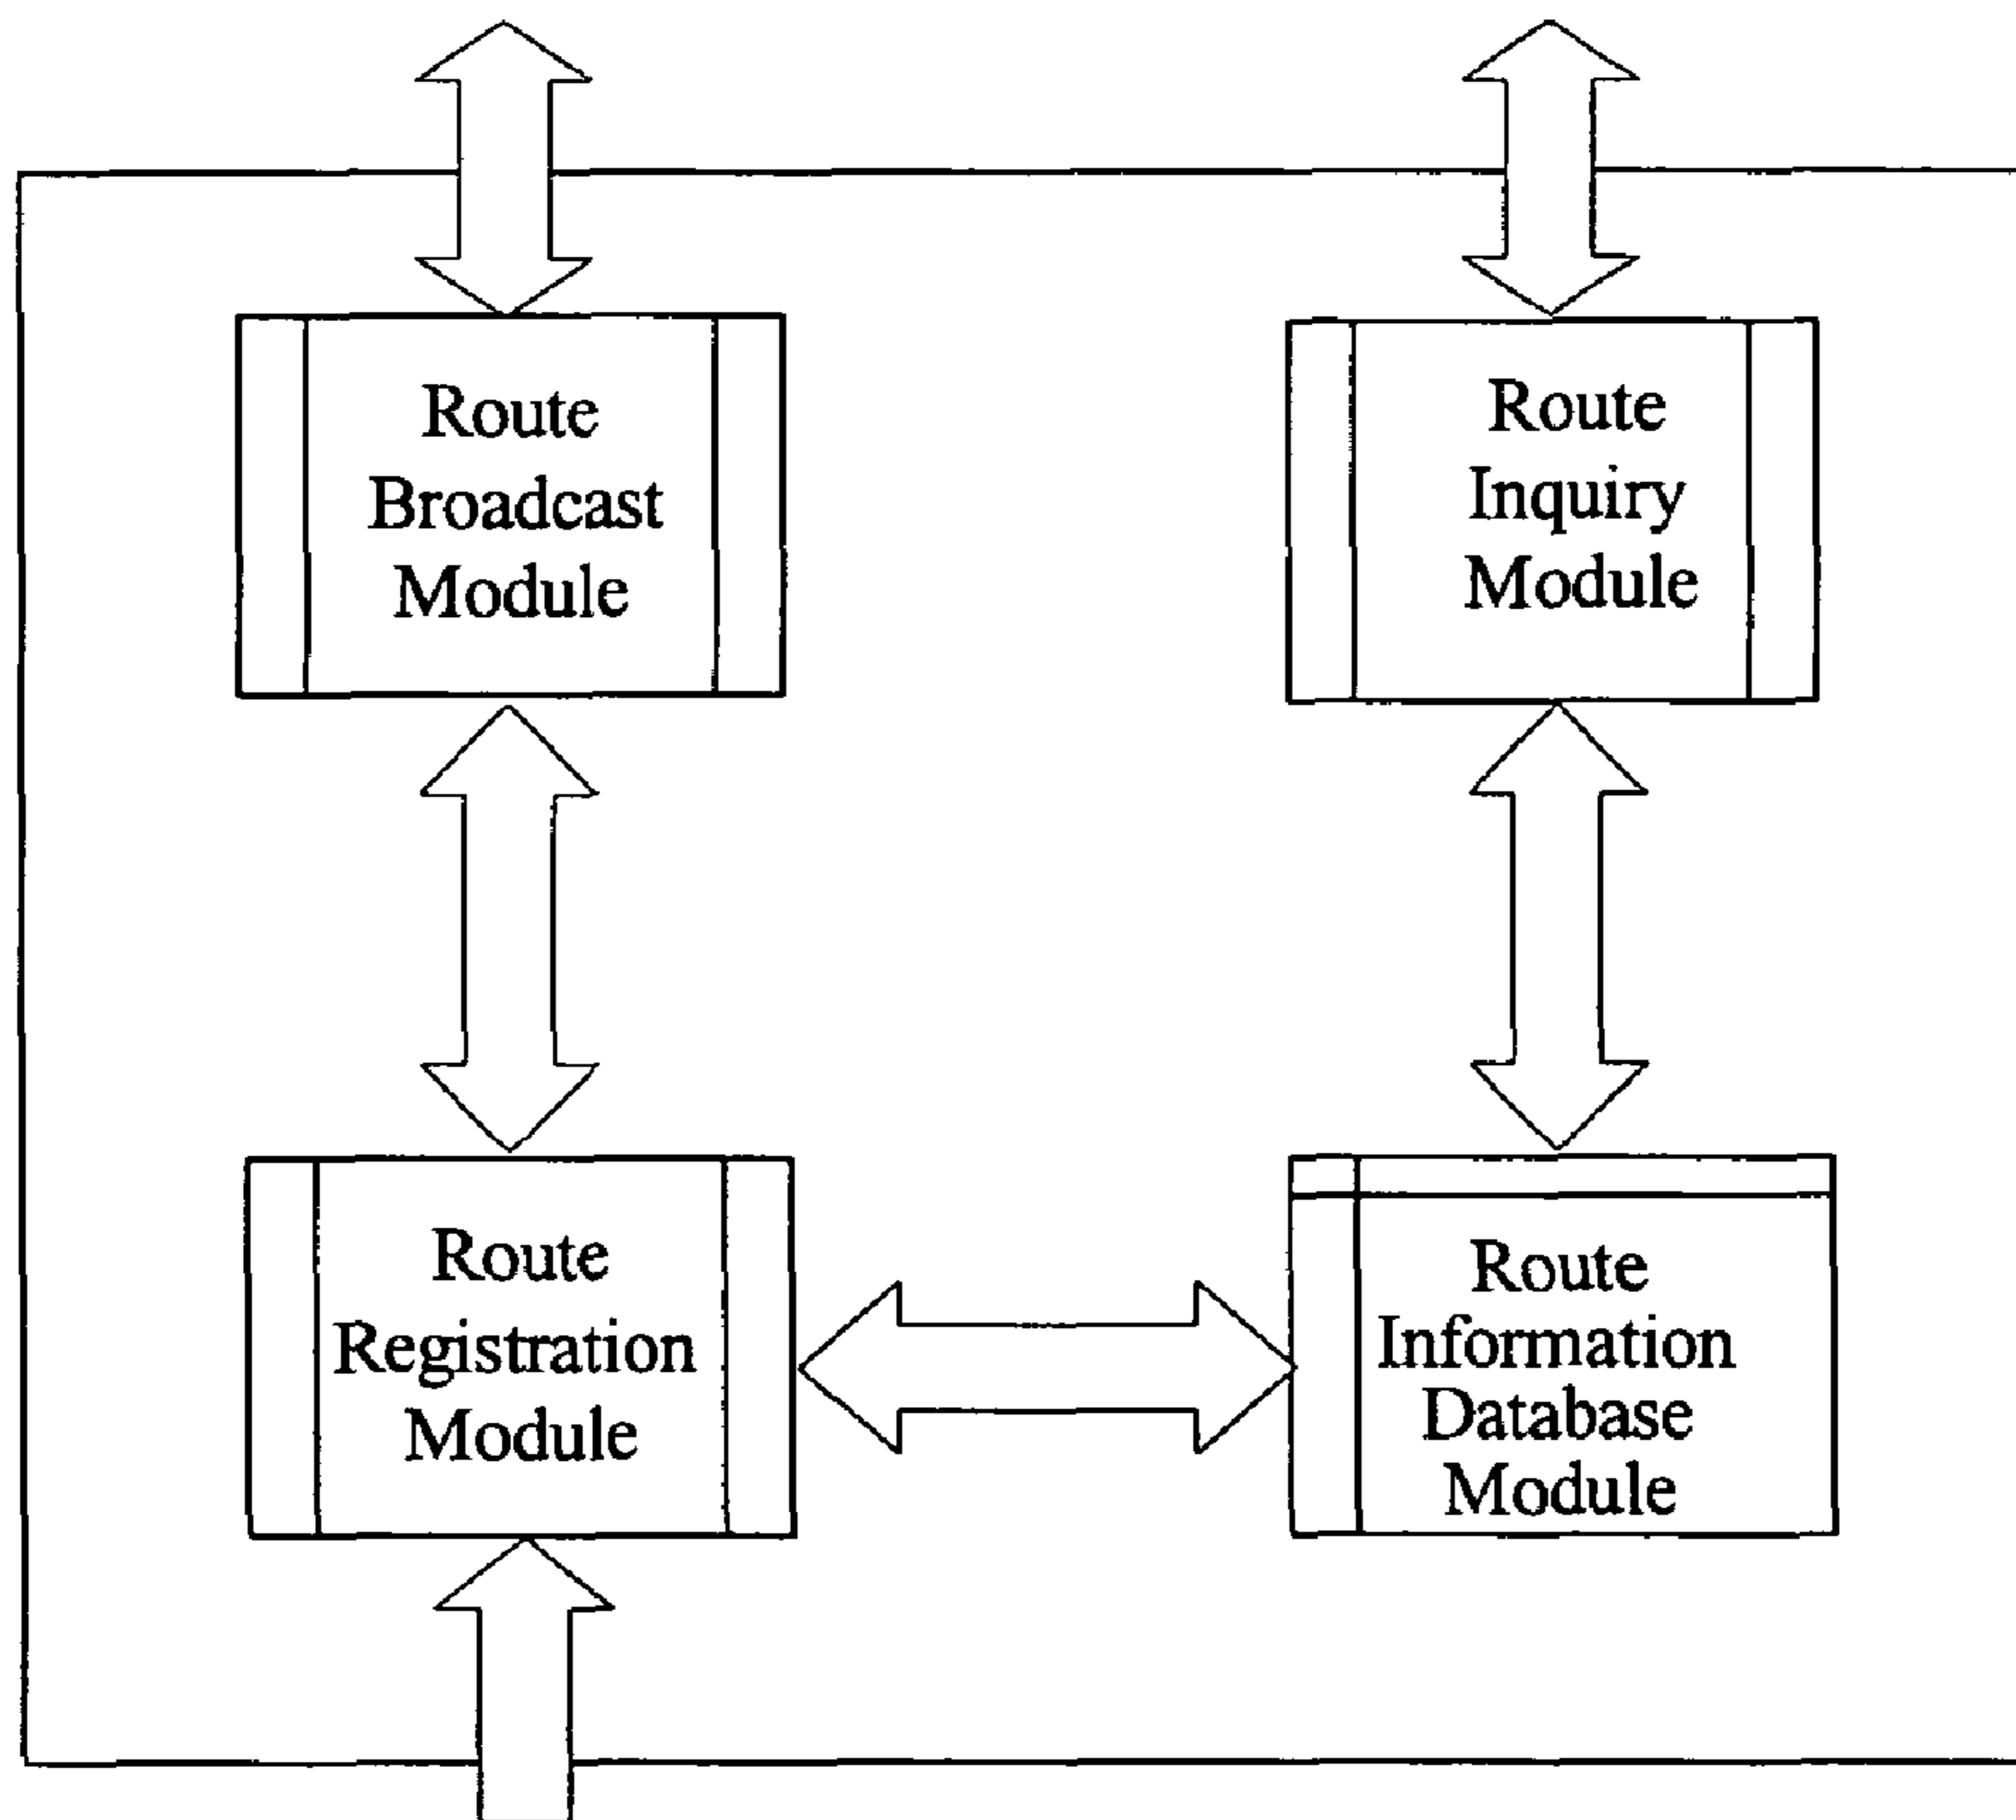 Route
Broadcast
Module
Route
Inquiry
Module
Route
Registration
Module
Route
Information
Database
Module